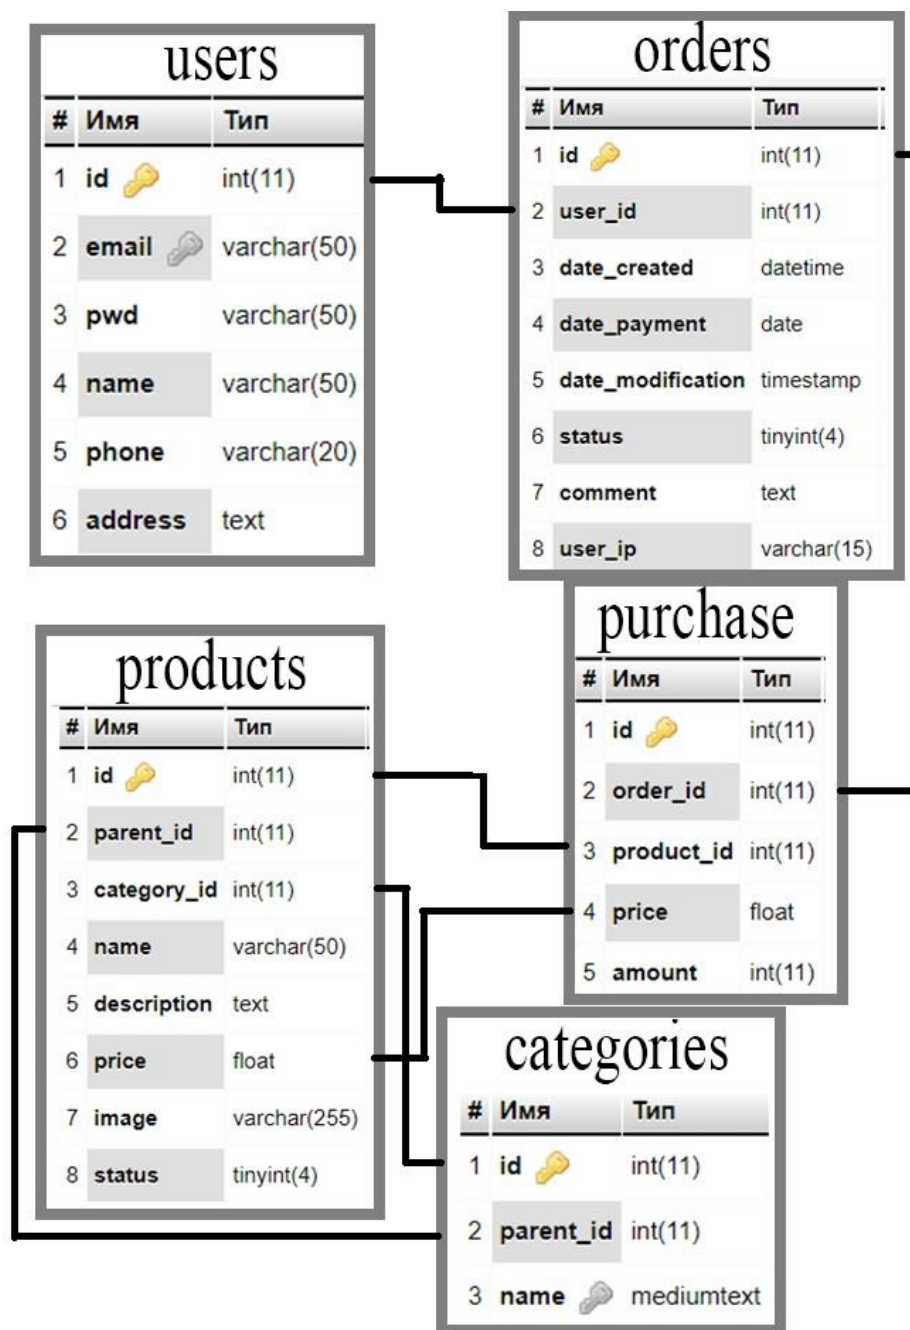 users
# Имя Тип
1 id int(11)
2 email varchar(50)
3 pwd varchar(50)
4 name varchar(50)
5 phone varchar(20)
6 address text
orders
# Имя Тип
1 id int(11)
2 user_id int(11)
3 date_created datetime
4 date_payment date
5 date_modification timestamp
6 status tinyint(4)
7 comment text
8 user_ip varchar(15)
products
# Имя Тип
1 id int(11)
2 parent_id int(11)
3 category_id int(11)
4 name varchar(50)
5 description text
6 price float
7 image varchar(255)
8 status tinyint(4)
purchase
# Имя Тип
1 id int(11)
2 order_id int(11)
3 product_id int(11)
4 price float
5 amount int(11)
categories
# Имя Тип
1 id int(11)
2 parent_id int(11)
3 name mediumtext